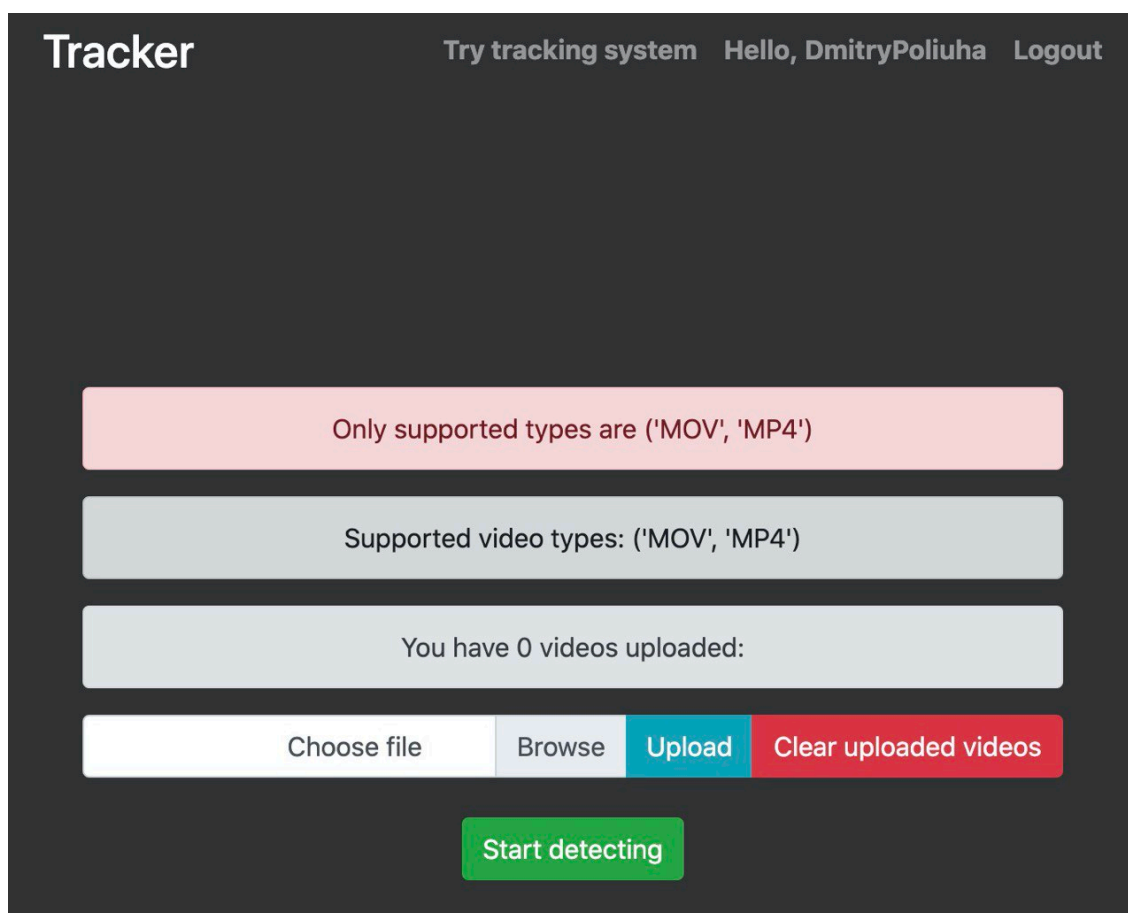 Tracker
Try tracking system Hello, DmitryPoliuha Logout
Only supported types are ('MOV', 'MP4')
Supported video types: ('MOV', 'MP4')
You have 0 videos uploaded:
Choose file Browse Upload Clear uploaded videos
Start detecting